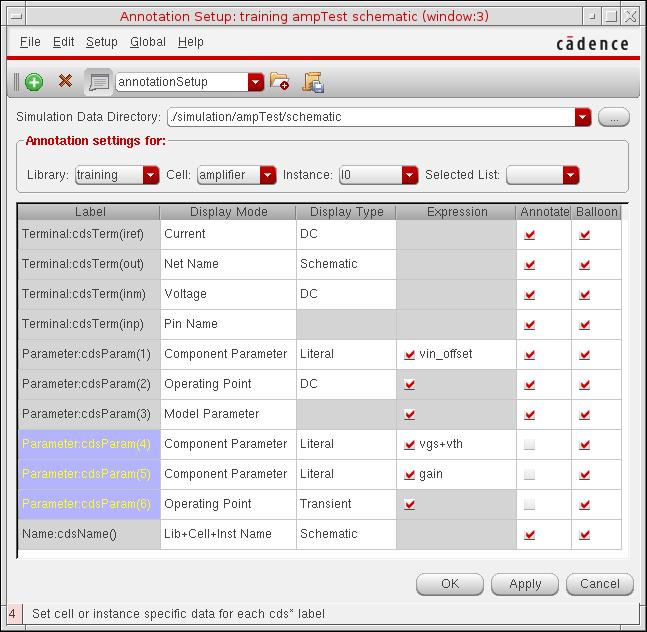 Annotation Setup: training ampTest schematic (window:3)
File Edit Setup Global Help
cādence
annotationSetup
Simulation Data Directory: ./simulation/ampTest/schematic ...
Annotation settings for:
Library: training Cell: amplifier Instance: I0 Selected List:
Label Display Mode Display Type Expression Annotate Balloon
Terminal:cdsTerm(iref) Current DC
Terminal:cdsTerm(out) Net Name Schematic
Terminal:cdsTerm(inm) Voltage DC
Terminal:cdsTerm(inp) Pin Name
Parameter:cdsParam(1) Component Parameter Literal vin_offset
Parameter:cdsParam(2) Operating Point DC
Parameter:cdsParam(3) Model Parameter
Parameter:cdsParam(4) Component Parameter Literal vgs+vth
Parameter:cdsParam(5) Component Parameter Literal gain
Parameter:cdsParam(6) Operating Point Transient
Name:cdsName() Lib+Cell+Inst Name Schematic
OK Apply Cancel
4 Set cell or instance specific data for each cds* label